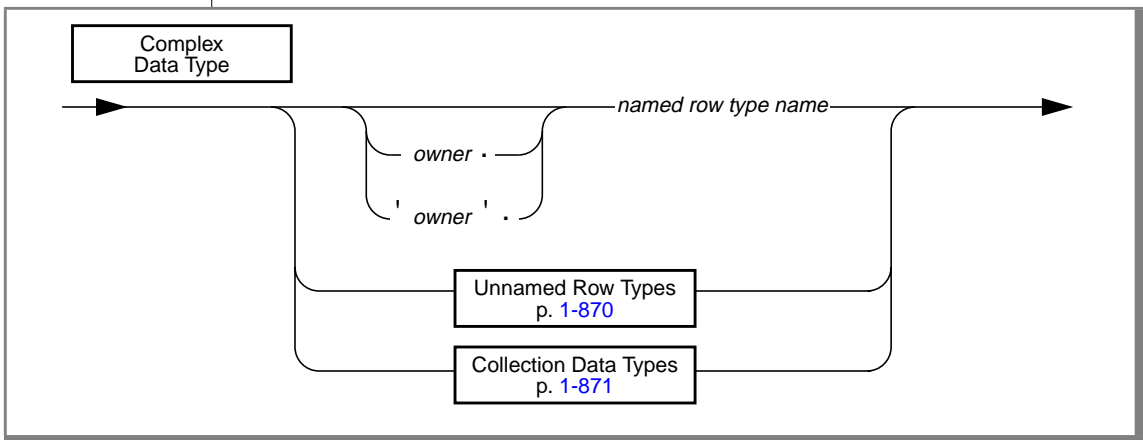 Complex
Data Type
named row type name
owner .
' owner ' .
Unnamed Row Types
p. 1-870
Collection Data Types
p. 1-871